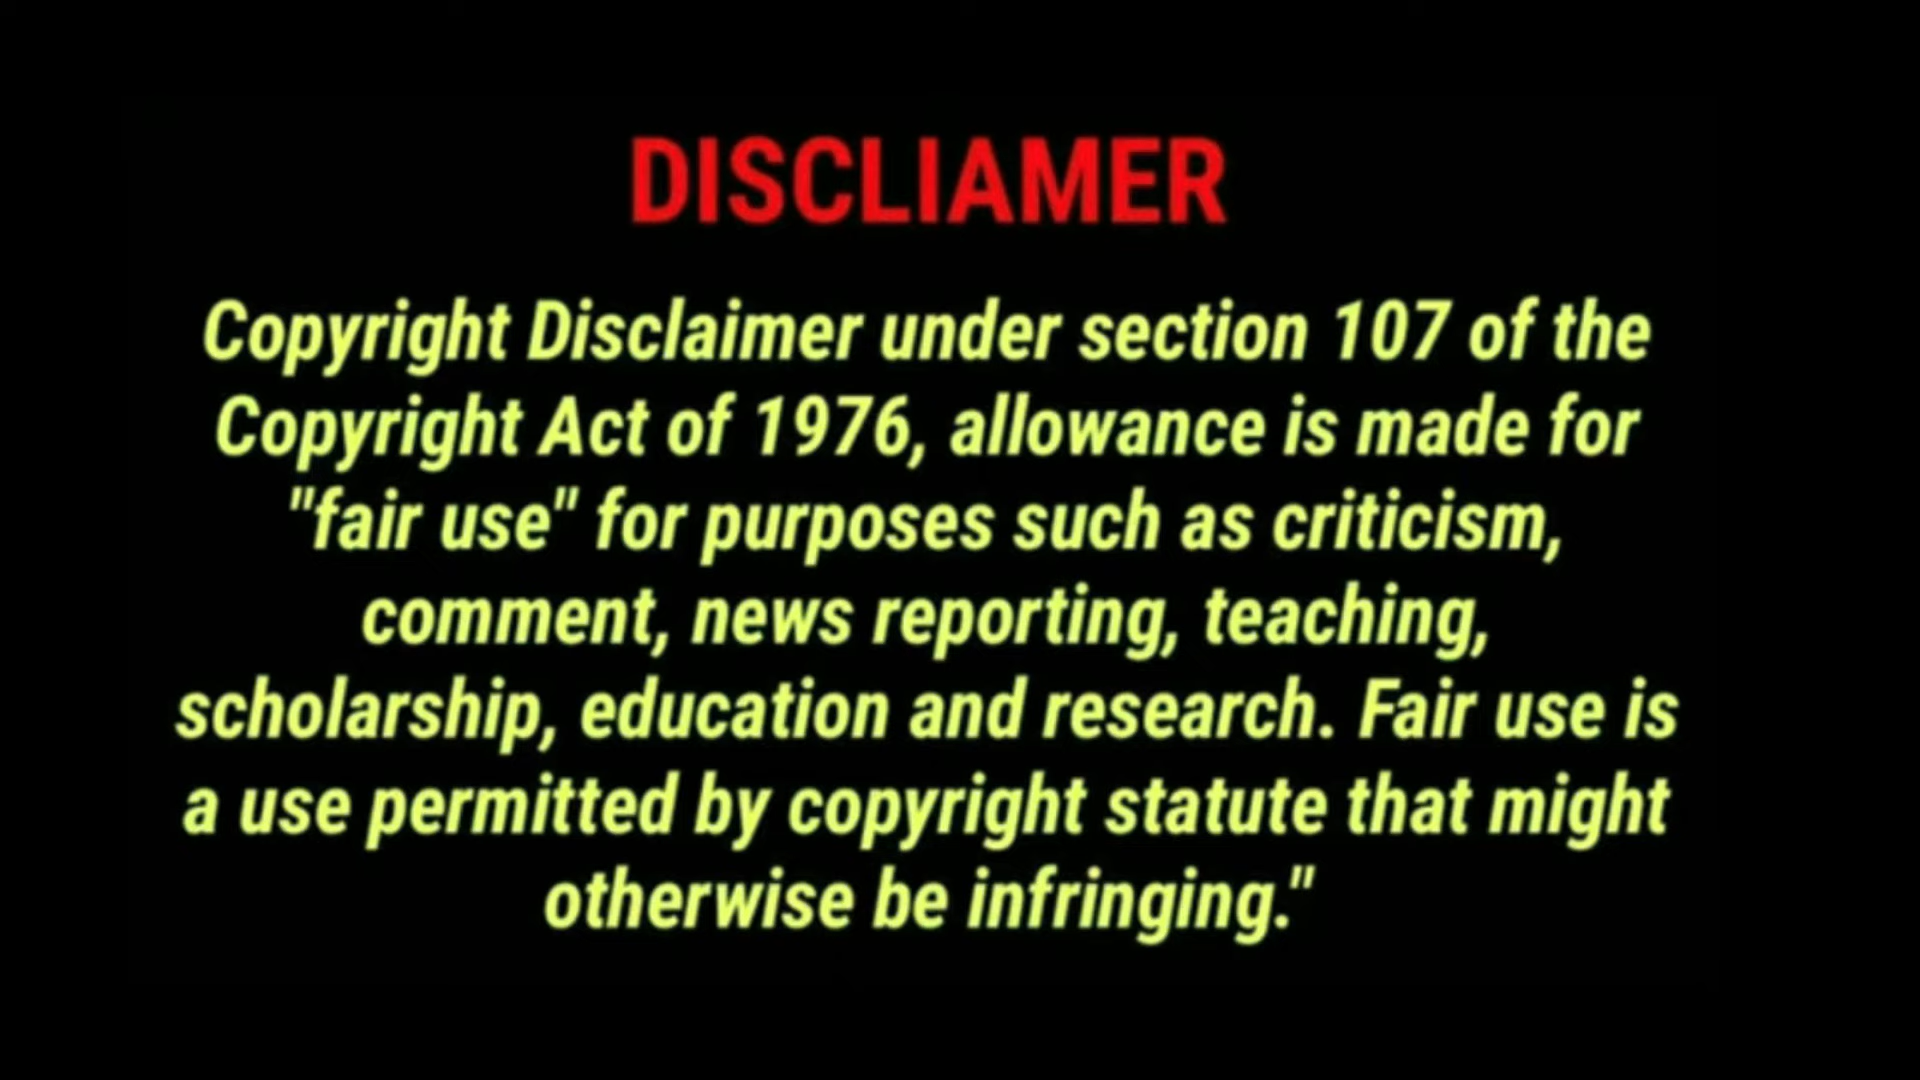 DISCLIAMER
Copyright Disclaimer under section 107 of the
Copyright Act of 1976, allowance is made for
"fair use" for purposes such as criticism,
comment, news reporting, teaching,
scholarship, education and research. Fair use is
a use permitted by copyright statute that might
otherwise be infringing."